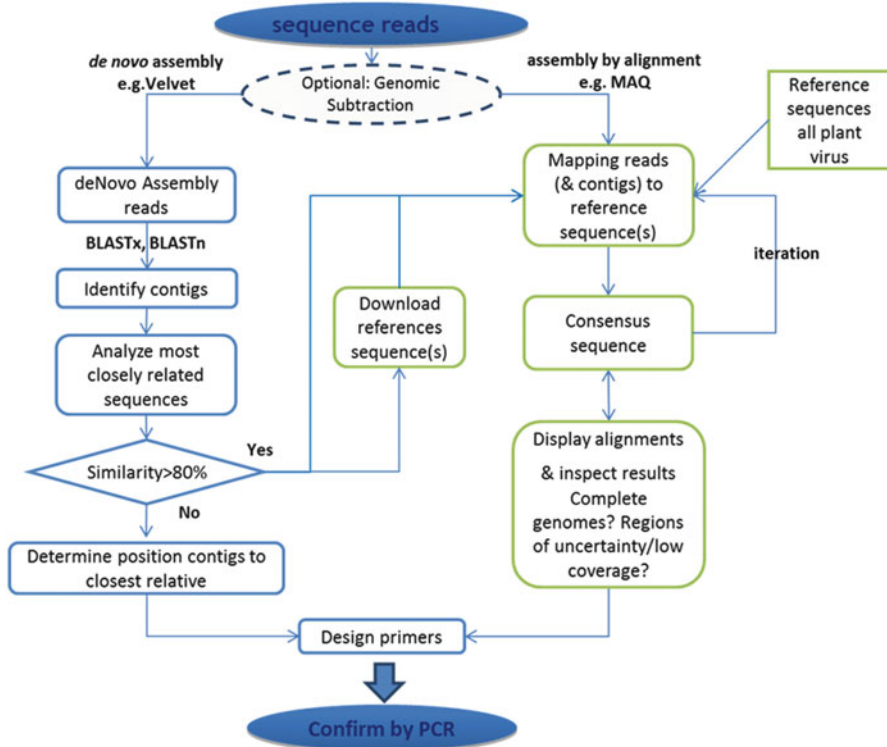 sequence reads
de novo assembly
e.g.Velvet
Optional: Genomic
Subtraction
assembly by alignment
e.g. MAQ
Reference
sequences
all plant
virus
deNovo Assembly
reads
Mapping reads
(& contigs) to
reference
sequence(s)
BLASTx, BLASTn
iteration
Identify contigs
Download
references
sequence(s)
Consensus
sequence
Analyze most
closely related
sequences
Similarity>80%
Yes
No
Display alignments
& inspect results
Complete
genomes? Regions
of uncertainty/low
coverage?
Determine position contigs to
closest relative
Design primers
Confirm by PCR